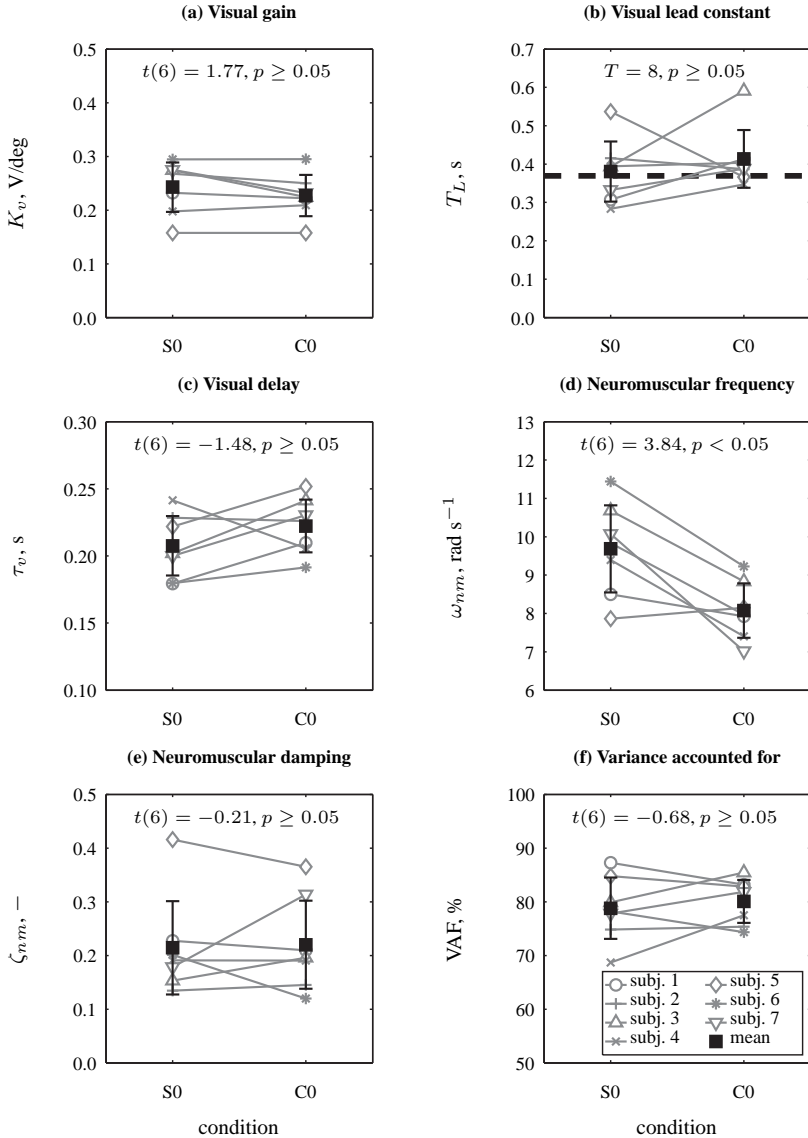 (a) Visual gain
t(6) = 1.77, p ≥ 0.05
K_v, V/deg
0.5
0.4
0.3
0.2
0.1
0.0
S0 C0
(b) Visual lead constant
T = 8, p ≥ 0.05
T_L, s
0.7
0.6
0.5
0.4
0.3
0.2
0.1
0.0
S0 C0
(c) Visual delay
t(6) = −1.48, p ≥ 0.05
τ_v, s
0.30
0.25
0.20
0.15
0.10
S0 C0
(d) Neuromuscular frequency
t(6) = 3.84, p < 0.05
ω_nm, rad s⁻¹
13
12
11
10
9
8
7
6
S0 C0
(e) Neuromuscular damping
t(6) = −0.21, p ≥ 0.05
ζ_nm, −
0.5
0.4
0.3
0.2
0.1
0.0
S0 C0
condition
(f) Variance accounted for
t(6) = −0.68, p ≥ 0.05
VAF, %
100
90
80
70
60
50
subj. 1
subj. 2
subj. 3
subj. 4
subj. 5
subj. 6
subj. 7
mean
S0 C0
condition